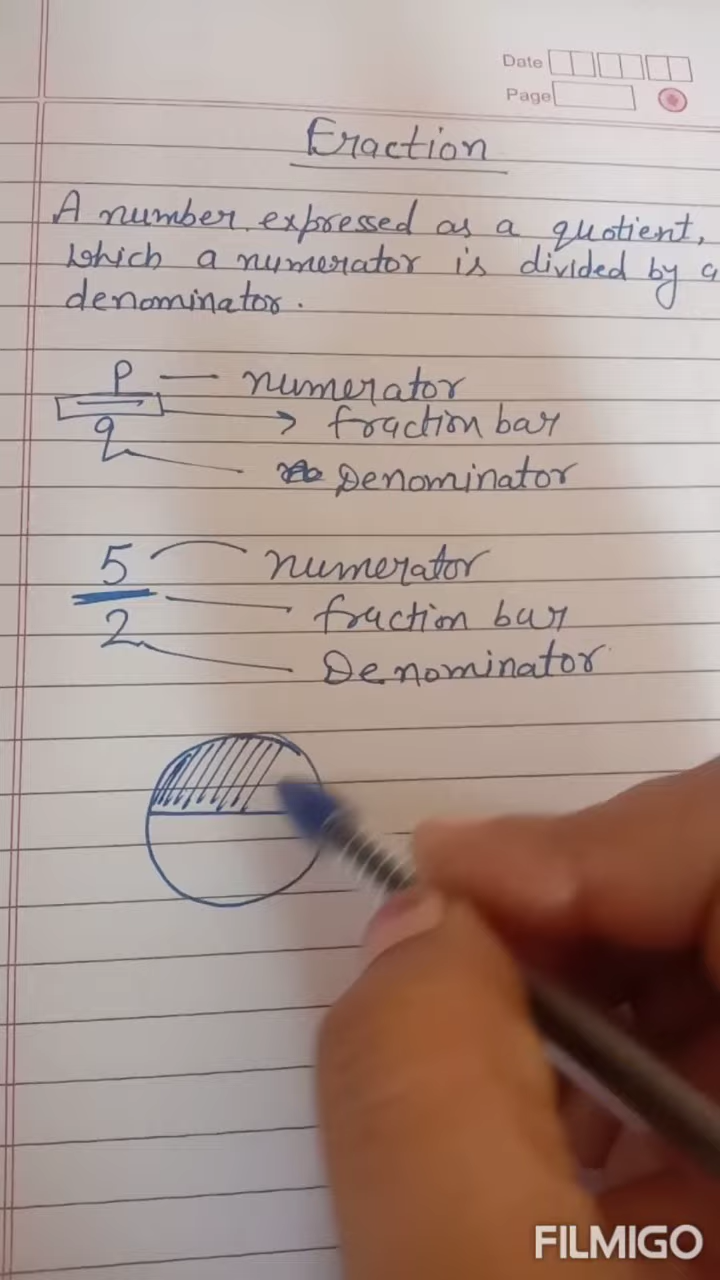 Date
Page
Fraction
A number expressed as a quotient,
which a numerator is divided by a
denominator.
p — numerator
→ fraction bar
q Denominator
5 numerator
fraction bar
2 Denominator
FILMIGO